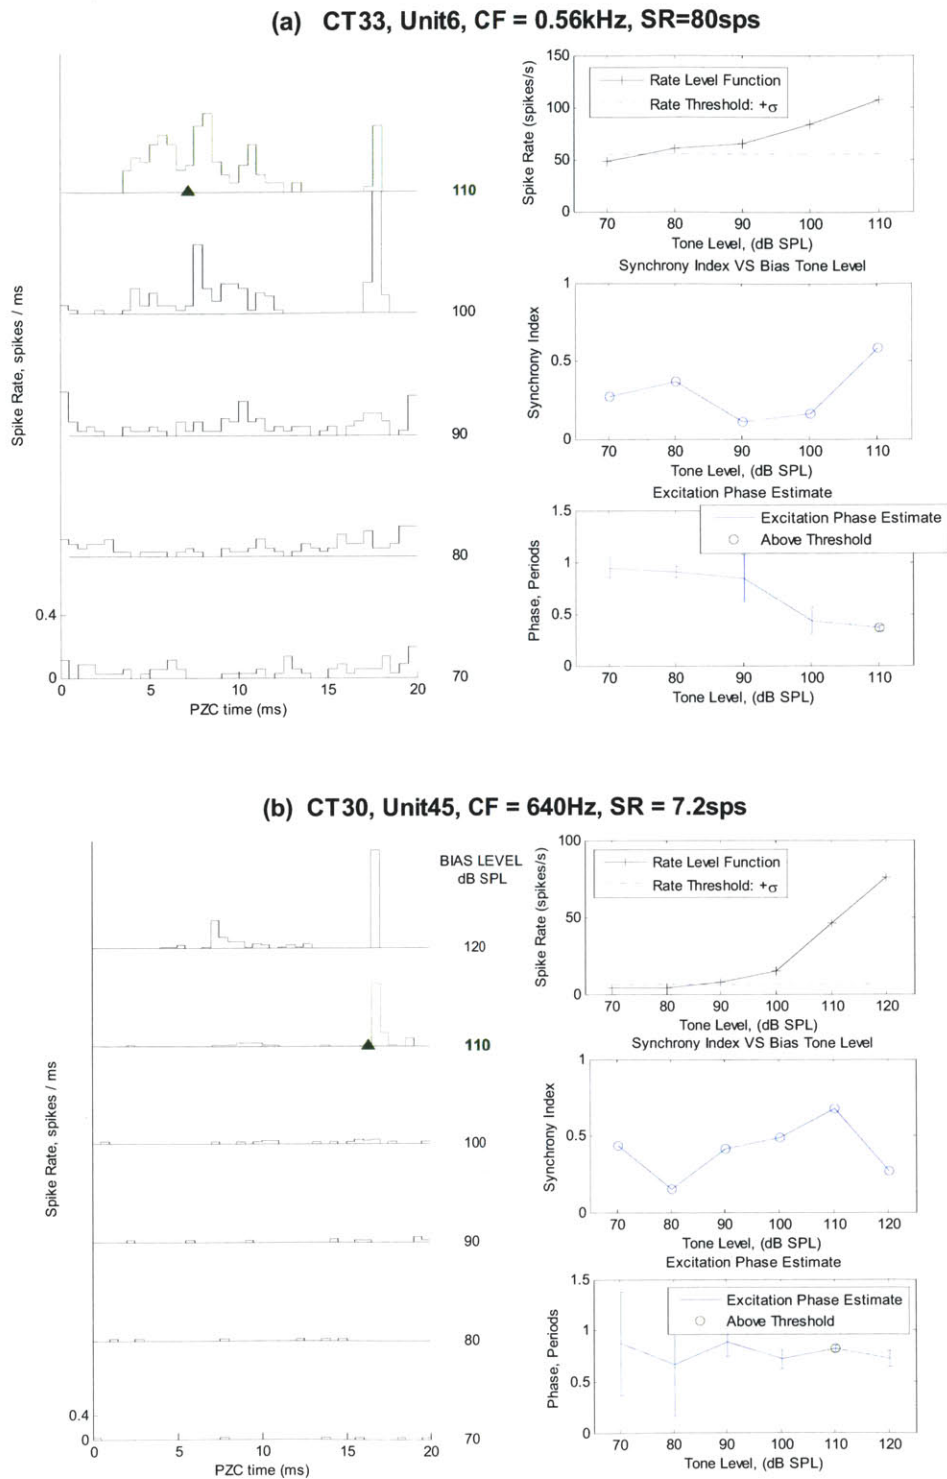 (a) CT33, Unit6, CF = 0.56kHz, SR=80sps
Spike Rate, spikes / ms
110
100
90
80
0.4
0
70
0 5 10 15 20
PZC time (ms)
Spike Rate (spikes/s)
150
100
50
0
Rate Level Function
Rate Threshold: +σ
70 80 90 100 110
Tone Level, (dB SPL)
Synchrony Index VS Bias Tone Level
Synchrony Index
1
0.5
0
70 80 90 100 110
Tone Level, (dB SPL)
Excitation Phase Estimate
Phase, Periods
1.5
1
0.5
0
Excitation Phase Estimate
Above Threshold
70 80 90 100 110
Tone Level, (dB SPL)
(b) CT30, Unit45, CF = 640Hz, SR = 7.2sps
Spike Rate, spikes / ms
BIAS LEVEL
dB SPL
120
110
100
90
80
0.4
0
70
0 5 10 15 20
PZC time (ms)
Spike Rate (spikes/s)
100
50
0
Rate Level Function
Rate Threshold: +σ
70 80 90 100 110 120
Tone Level, (dB SPL)
Synchrony Index VS Bias Tone Level
Synchrony Index
1
0.5
0
70 80 90 100 110 120
Tone Level, (dB SPL)
Excitation Phase Estimate
Phase, Periods
1.5
1
0.5
0
Excitation Phase Estimate
Above Threshold
70 80 90 100 110 120
Tone Level, (dB SPL)